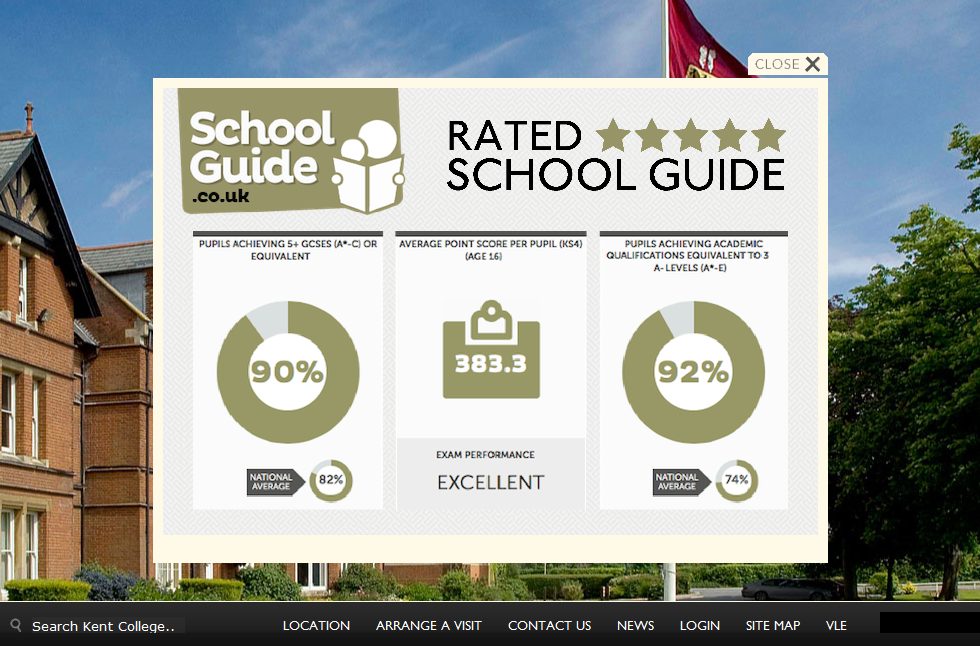 CLOSE
School
Guide
.co.uk
RATED
SCHOOL GUIDE
PUPILS ACHIEVING 5+ GCSES (A*-C) OR
EQUIVALENT
90%
NATIONAL
AVERAGE
82%
AVERAGE POINT SCORE PER PUPIL (KS4)
(AGE 16)
383.3
EXAM PERFORMANCE
EXCELLENT
PUPILS ACHIEVING ACADEMIC
QUALIFICATIONS EQUIVALENT TO 3
A- LEVELS (A*-E)
92%
NATIONAL
AVERAGE
74%
Search Kent College..
LOCATION ARRANGE A VISIT CONTACT US NEWS LOGIN SITE MAP VLE